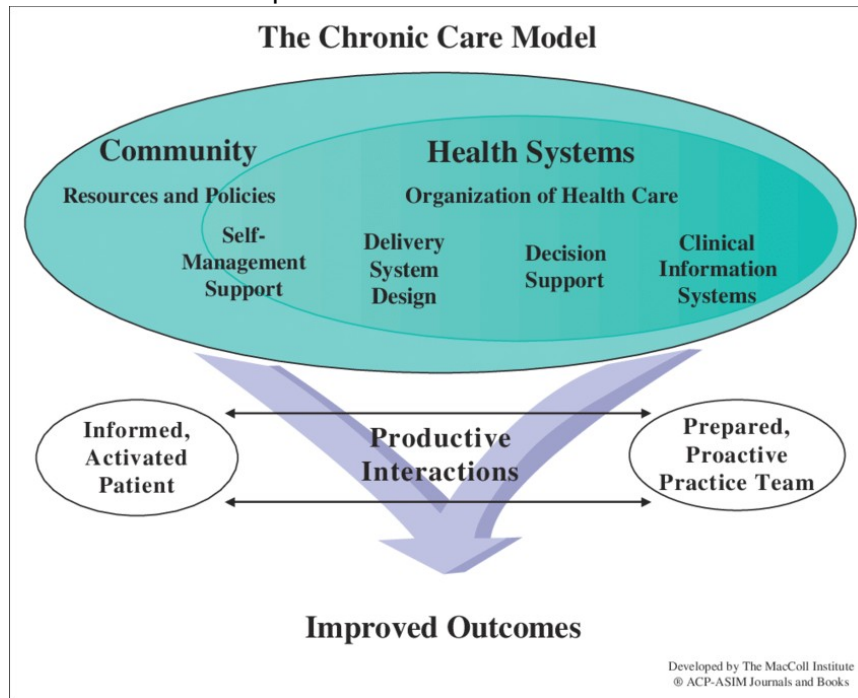 The Chronic Care Model
Community
Resources and Policies
Health Systems
Organization of Health Care
Self-
Management
Support
Delivery
System
Design
Decision
Support
Clinical
Information
Systems
Informed,
Activated
Patient
Productive
Interactions
Prepared,
Proactive
Practice Team
Improved Outcomes
Developed by The MacColl Institute
® ACP-ASIM Journals and Books